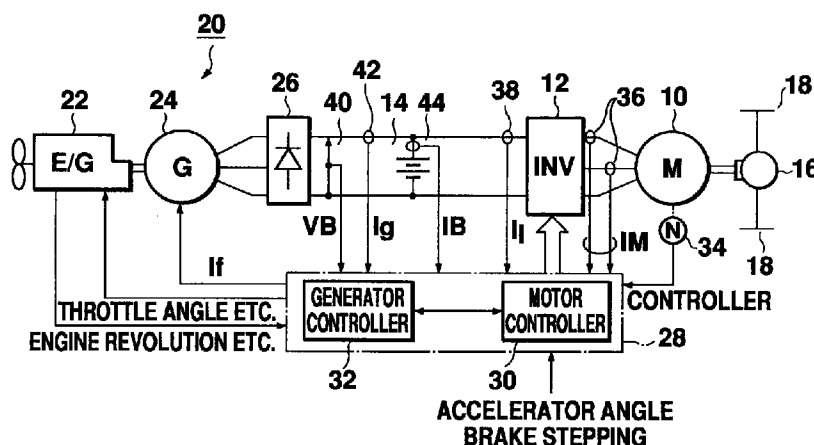 20
22
24
26
40
42
14
44
38
12
36
10
18
E/G
G
INV
M
16
N
34
18
VB
Ig
IB
II
IM
If
THROTTLE ANGLE ETC.
ENGINE REVOLUTION ETC.
GENERATOR
CONTROLLER
MOTOR
CONTROLLER
CONTROLLER
28
32
30
ACCELERATOR ANGLE
BRAKE STEPPING